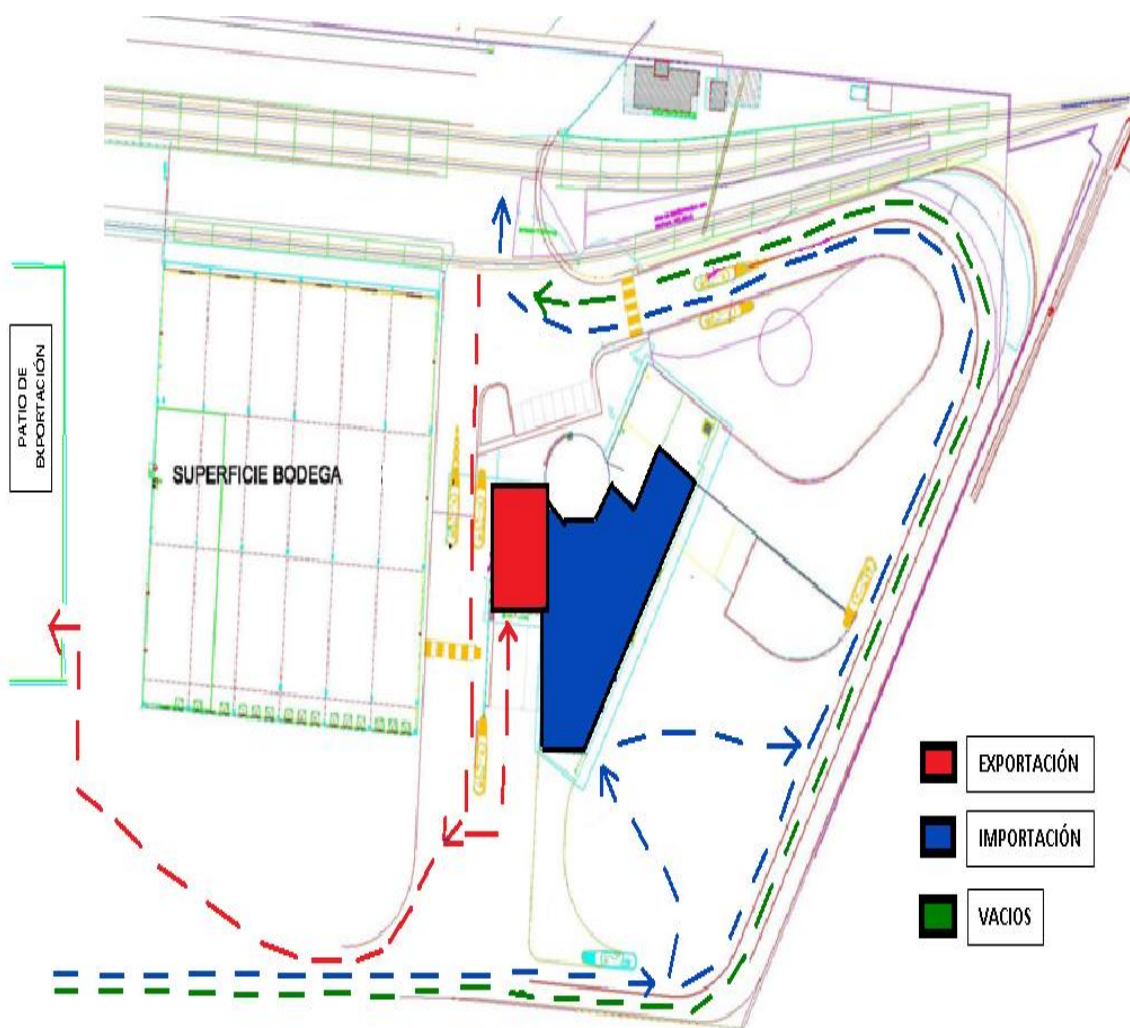 PATIO DE
EXPORTACIÓN
SUPERFICIE BODEGA
EXPORTACIÓN
IMPORTACIÓN
VACIOS